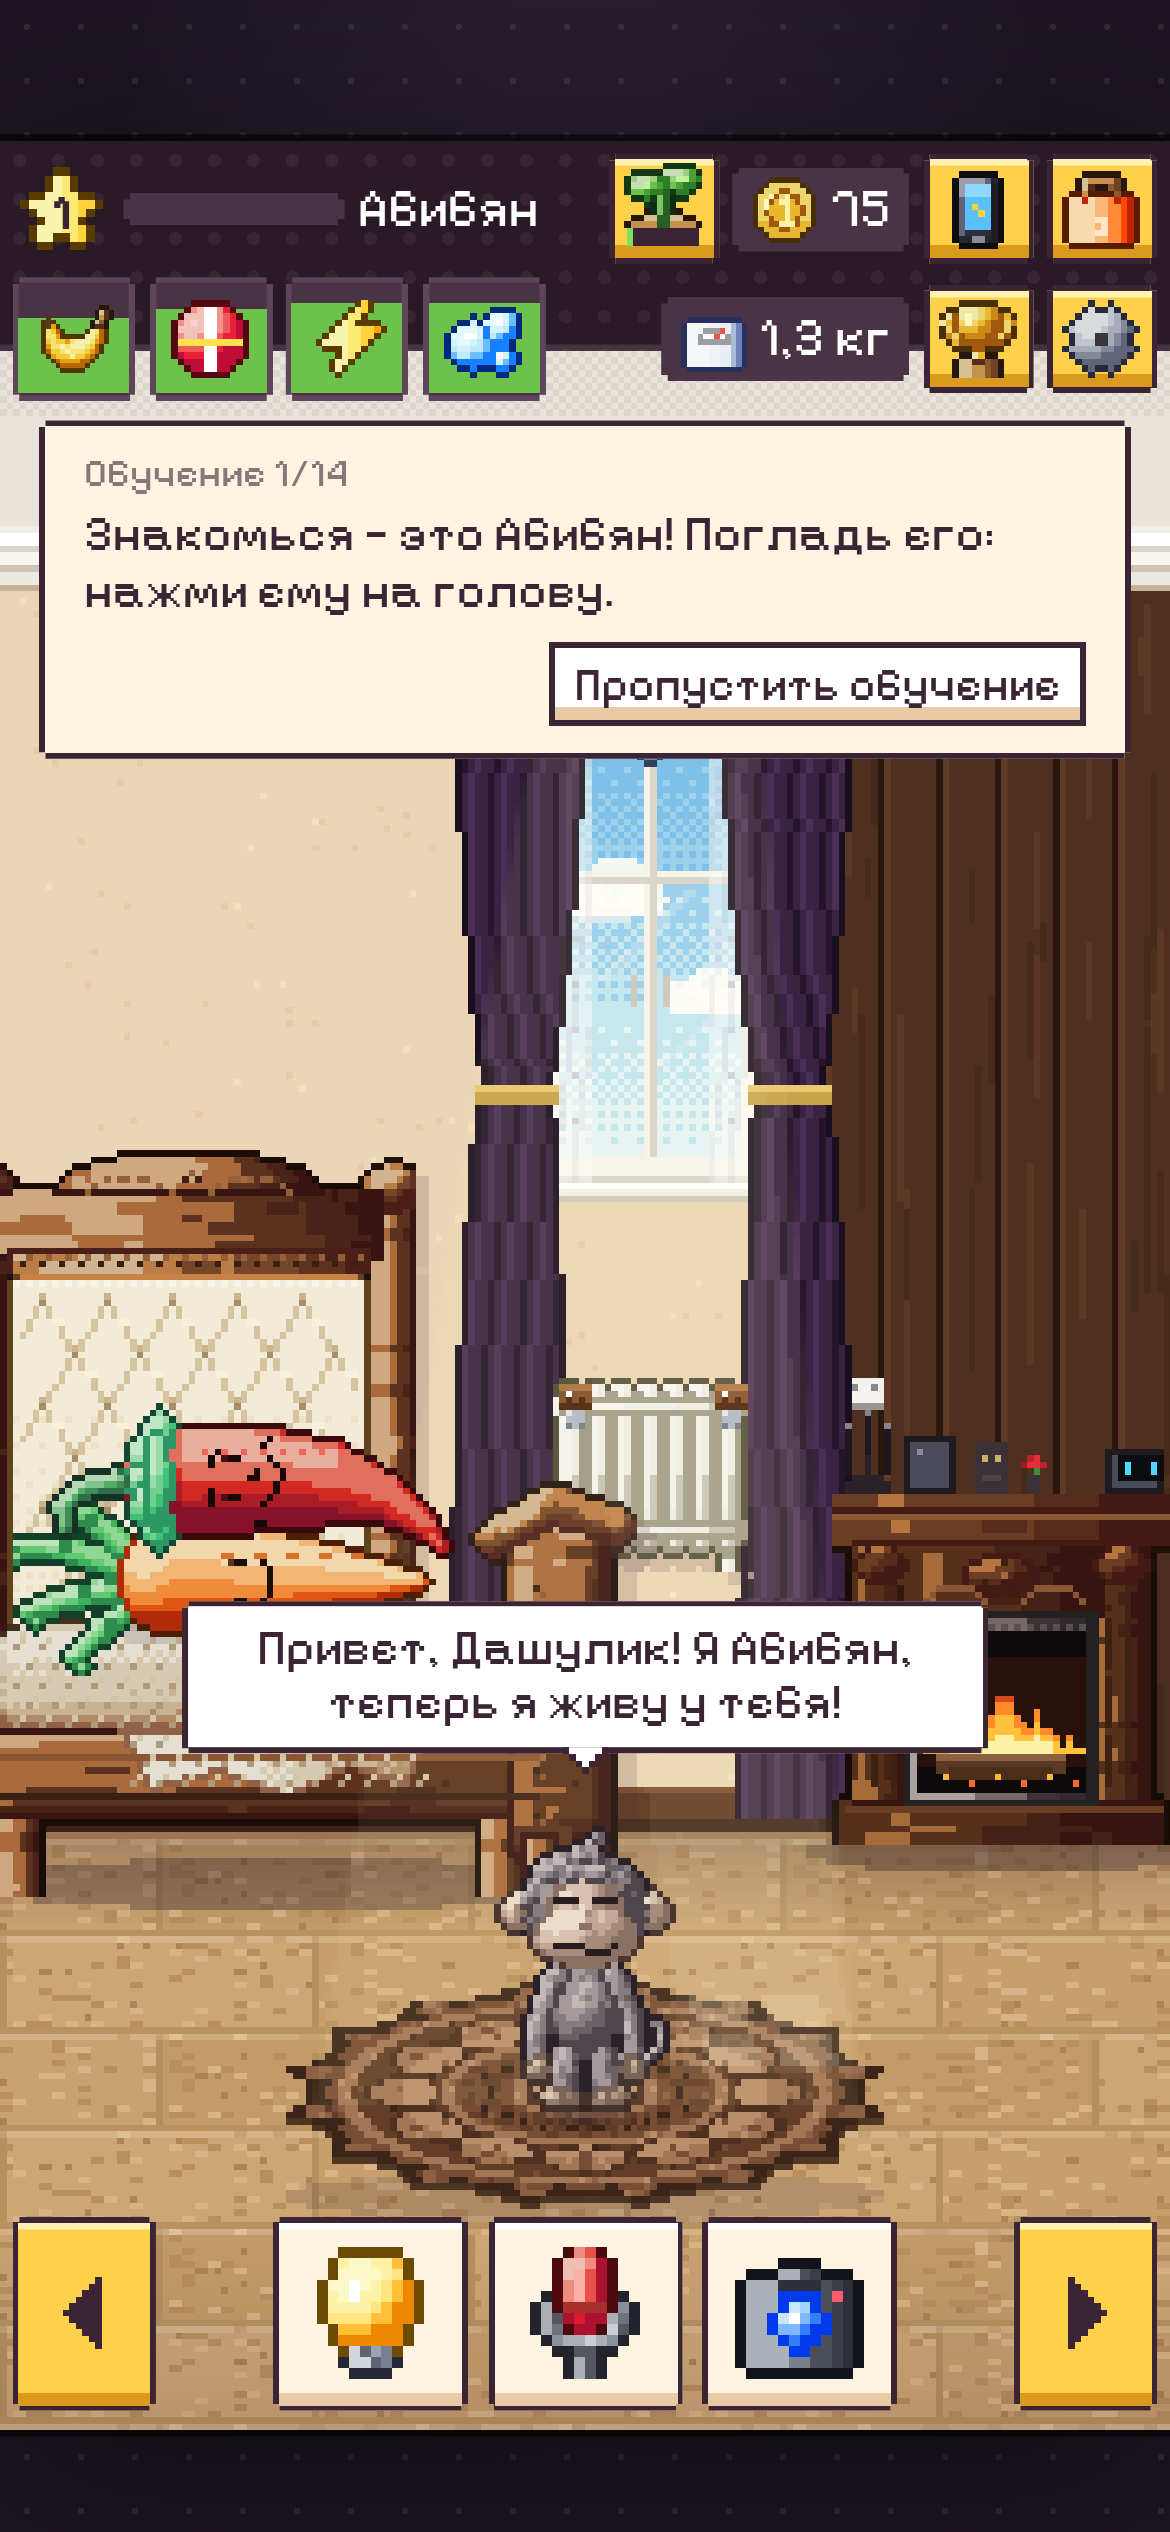 1
Абибян
75
1,3 кг
Обучение 1/14
Знакомься - это Абибян! Погладь его:
нажми ему на голову.
Пропустить обучение
Привет, Дашулик! Я Абибян,
теперь я живу у тебя!